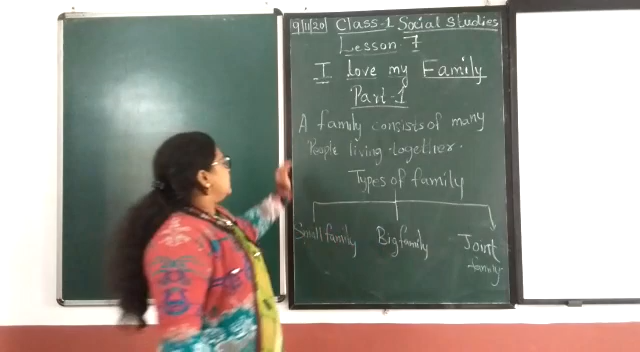 9/11/20 Class-1 Social Studies
Lesson 7
I love my Family
Part-1
A family consists of many
People living together.
Types of family
Small family Big family Joint family